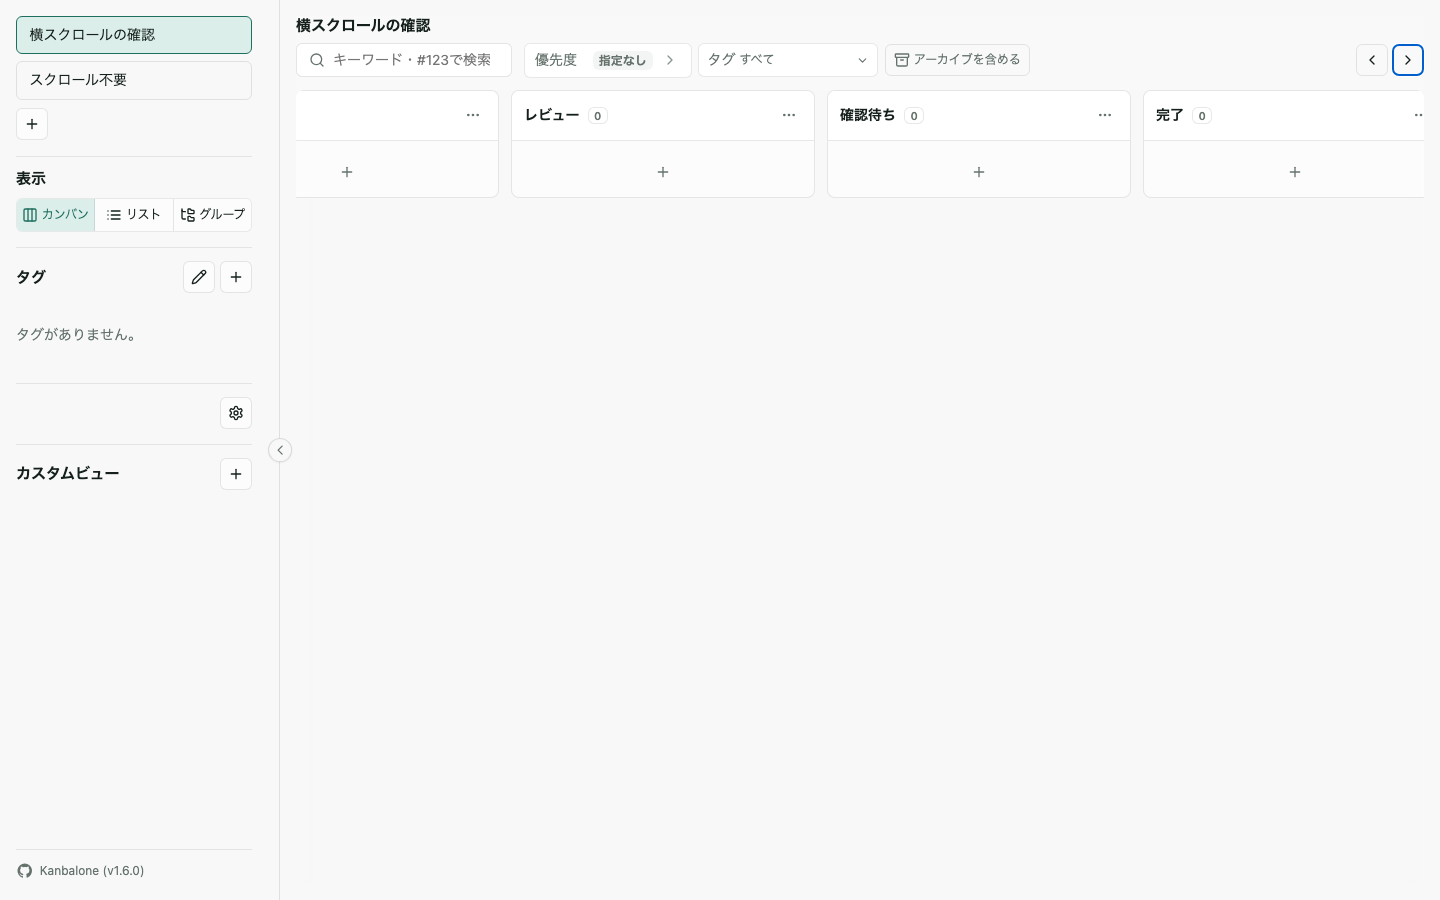 横スクロールの確認
スクロール不要
表示
カンバン リスト グループ
タグ
タグがありません。
カスタムビュー
Kanbalone (v1.6.0)
横スクロールの確認
キーワード・#123で検索 優先度 指定なし タグ すべて アーカイブを含める
レビュー 0 確認待ち 0 完了 0